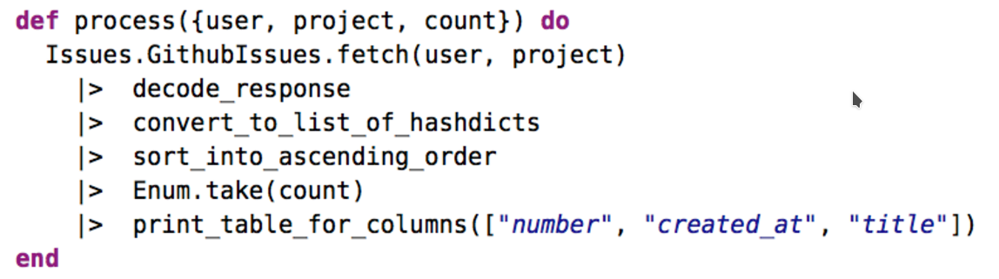 def process({user, project, count}) do
  Issues.GithubIssues.fetch(user, project)
    |>  decode_response
    |>  convert_to_list_of_hashdicts
    |>  sort_into_ascending_order
    |>  Enum.take(count)
    |>  print_table_for_columns(["number", "created_at", "title"])
end